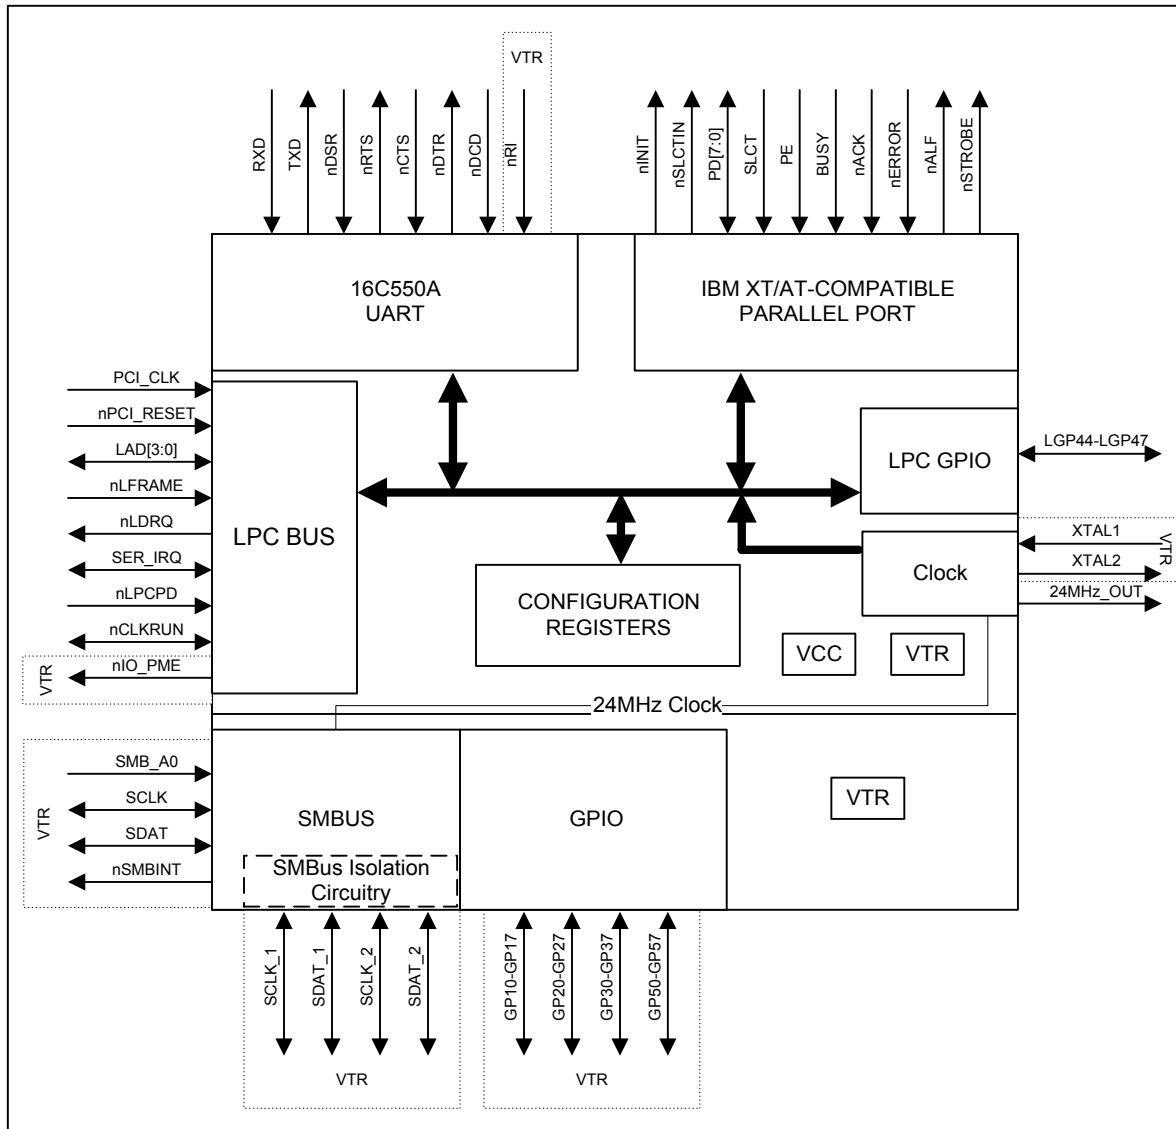 VTR
RXD
TXD
nDSR
nRTS
nCTS
nDTR
nDCD
nRI
nINIT
nSLCTIN
PD[7:0]
SLCT
PE
BUSY
nACK
nERROR
nALF
nSTROBE
16C550A
UART
IBM XT/AT-COMPATIBLE
PARALLEL PORT
PCI_CLK
nPCI_RESET
LAD[3:0]
nLFRAME
nLDRQ
SER_IRQ
nLPCPD
nCLKRUN
nIO_PME
VTR
LPC BUS
LPC GPIO
LGP44-LGP47
Clock
XTAL1
XTAL2
VTR
24MHz_OUT
CONFIGURATION
REGISTERS
VCC
VTR
24MHz Clock
VTR
SMB_A0
SCLK
SDAT
nSMBINT
SMBUS
SMBus Isolation
Circuitry
GPIO
VTR
SCLK_1
SDAT_1
SCLK_2
SDAT_2
VTR
GP10-GP17
GP20-GP27
GP30-GP37
GP50-GP57
VTR